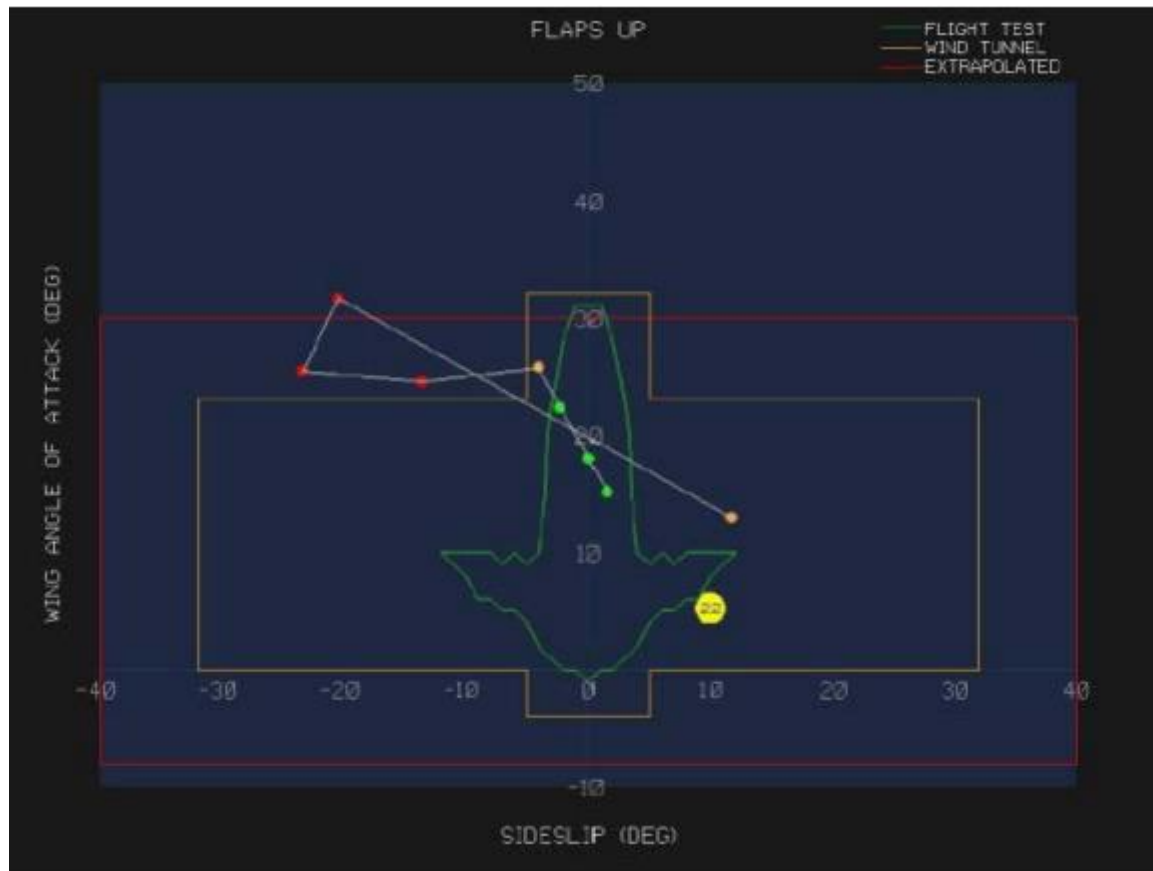 FLAPS UP
FLIGHT TEST
WIND TUNNEL
EXTRAPOLATED
50
40
30
20
10
-40 -30 -20 -10 0 10 20 30 40
-10
WING ANGLE OF ATTACK (DEG)
22
SIDESLIP (DEG)